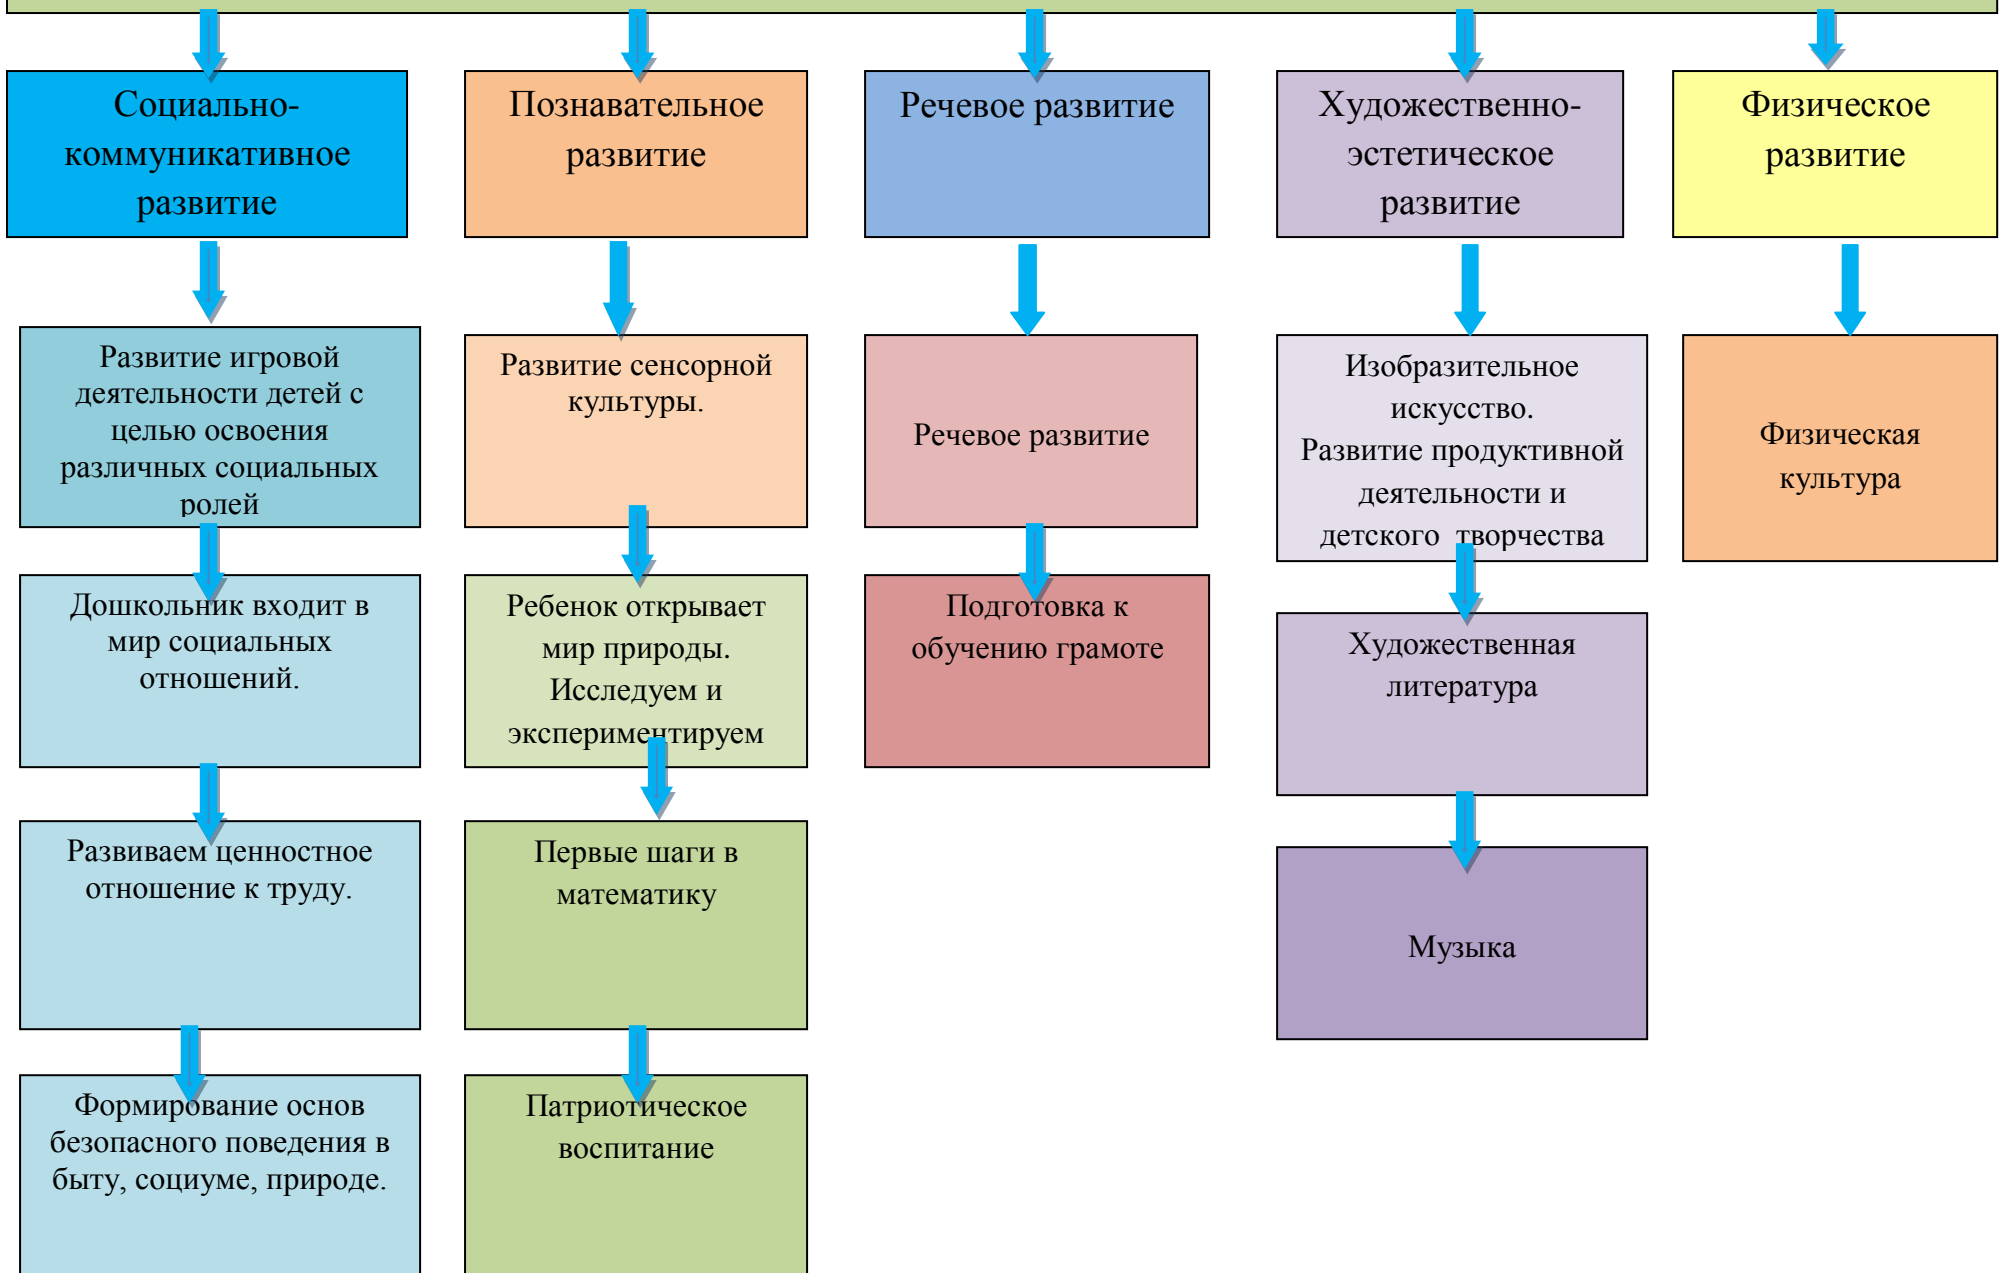 Социально-
коммуникативное
развитие
Познавательное
развитие
Речевое развитие
Художественно-
эстетическое
развитие
Физическое
развитие
Развитие игровой
деятельности детей с
целью освоения
различных социальных
ролей
Развитие сенсорной
культуры.
Речевое развитие
Изобразительное
искусство.
Развитие продуктивной
деятельности и
детского творчества
Физическая
культура
Дошкольник входит в
мир социальных
отношений.
Ребенок открывает
мир природы.
Исследуем и
экспериментируем
Подготовка к
обучению грамоте
Художественная
литература
Развиваем ценностное
отношение к труду.
Первые шаги в
математику
Музыка
Формирование основ
безопасного поведения в
быту, социуме, природе.
Патриотическое
воспитание